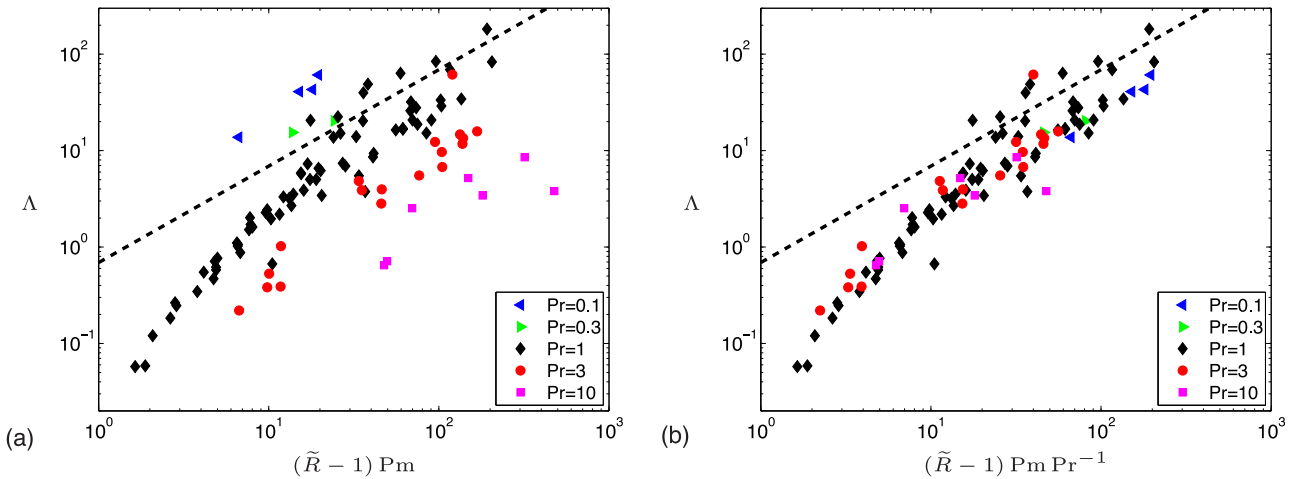 10²
10¹
10⁰
10⁻¹
Λ
Pr=0.1
Pr=0.3
Pr=1
Pr=3
Pr=10
10⁰ 10¹ 10² 10³
(a)
(R̃ − 1) Pm
10²
10¹
10⁰
10⁻¹
Λ
Pr=0.1
Pr=0.3
Pr=1
Pr=3
Pr=10
10⁰ 10¹ 10² 10³
(b)
(R̃ − 1) Pm Pr⁻¹